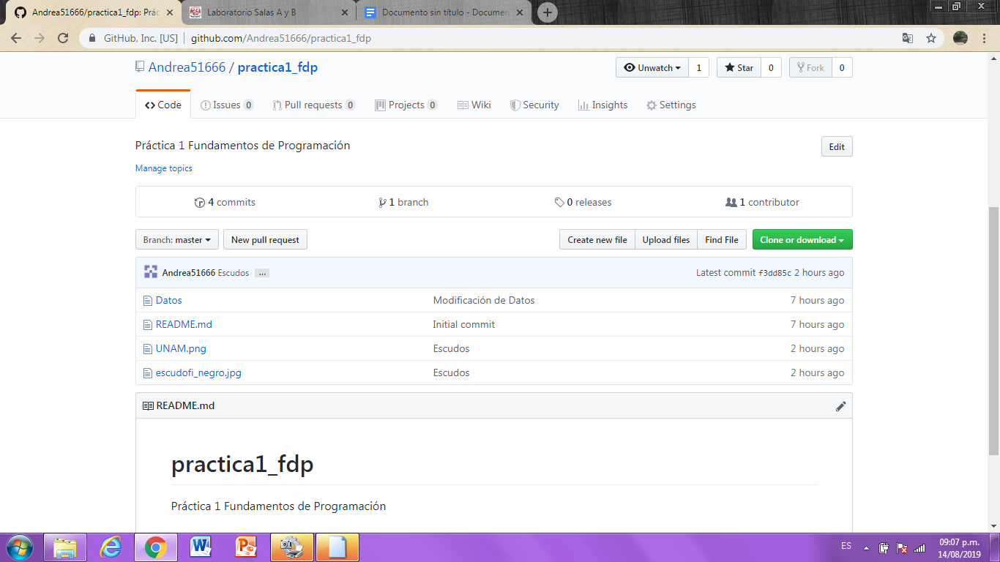 Andrea51666/practica1_fdp: Prác
Laboratorio Salas A y B
Documento sin título - Documen
GitHub, Inc. [US] | github.com/Andrea51666/practica1_fdp
Andrea51666 / practica1_fdp
Unwatch 1
Star 0
Fork 0
Code
Issues 0
Pull requests 0
Projects 0
Wiki
Security
Insights
Settings
Práctica 1 Fundamentos de Programación
Edit
Manage topics
4 commits
1 branch
0 releases
1 contributor
Branch: master
New pull request
Create new file
Upload files
Find File
Clone or download
Andrea51666 Escudos ...
Latest commit f3dd85c 2 hours ago
Datos Modificación de Datos 7 hours ago
README.md Initial commit 7 hours ago
UNAM.png Escudos 2 hours ago
escudofi_negro.jpg Escudos 2 hours ago
README.md
practica1_fdp
Práctica 1 Fundamentos de Programación
ES
09:07 p.m.
14/08/2019